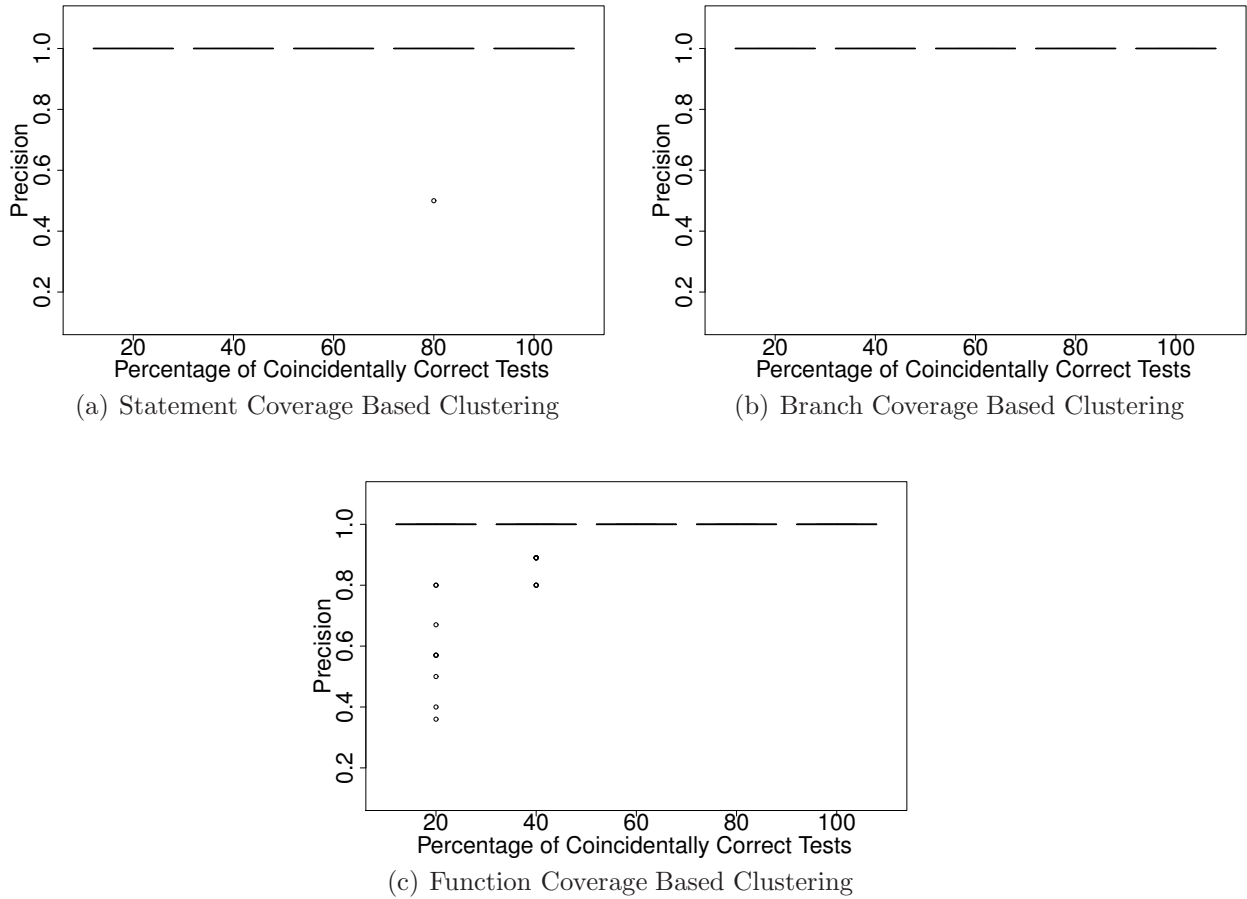 1.0
0.8
0.6
0.4
0.2
Precision
20 40 60 80 100
Percentage of Coincidentally Correct Tests
(a) Statement Coverage Based Clustering
1.0
0.8
0.6
0.4
0.2
Precision
20 40 60 80 100
Percentage of Coincidentally Correct Tests
(b) Branch Coverage Based Clustering
1.0
0.8
0.6
0.4
0.2
Precision
20 40 60 80 100
Percentage of Coincidentally Correct Tests
(c) Function Coverage Based Clustering